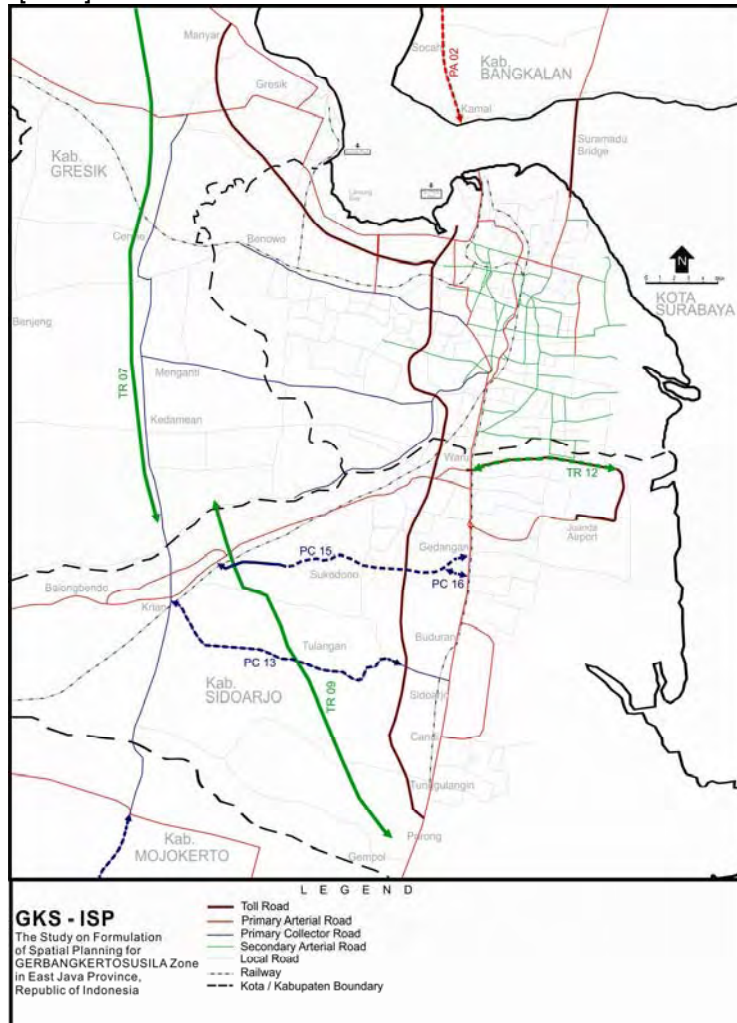 Manyar
Socah
Kab.
BANGKALAN
PA 02
Gresik
Kamal
Suramadu
Bridge
Kab.
GRESIK
Benowo
N
KOTA
SURABAYA
Benjeng
TR 07
Menganti
Kedamean
Waru
TR 12
Juanda
Airport
PC 15
Gedangan
Sukodono
PC 16
Balongbendo
Krian
Buduran
Tulangan
PC 13
Kab.
SIDOARJO
TR 09
Sidoarjo
Candi
Tunggulangin
Porong
Kab.
MOJOKERTO
Gempol
L E G E N D
GKS - ISP
The Study on Formulation
of Spatial Planning for
GERBANGKERTOSUSILA Zone
in East Java Province,
Republic of Indonesia
Toll Road
Primary Arterial Road
Primary Collector Road
Secondary Arterial Road
Local Road
Railway
Kota / Kabupaten Boundary